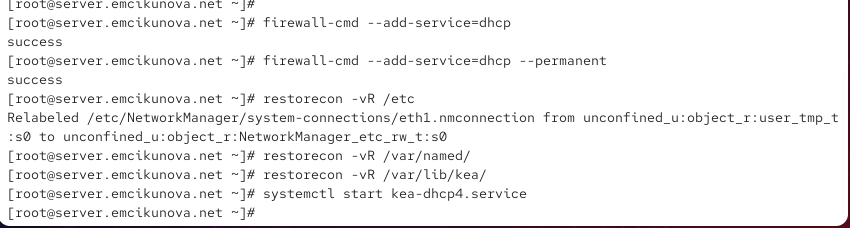 [root@server.emcikunova.net ~]#
[root@server.emcikunova.net ~]# firewall-cmd --add-service=dhcp
success
[root@server.emcikunova.net ~]# firewall-cmd --add-service=dhcp --permanent
success
[root@server.emcikunova.net ~]# restorecon -vR /etc
Relabeled /etc/NetworkManager/system-connections/eth1.nmconnection from unconfined_u:object_r:user_tmp_t
:s0 to unconfined_u:object_r:NetworkManager_etc_rw_t:s0
[root@server.emcikunova.net ~]# restorecon -vR /var/named/
[root@server.emcikunova.net ~]# restorecon -vR /var/lib/kea/
[root@server.emcikunova.net ~]# systemctl start kea-dhcp4.service
[root@server.emcikunova.net ~]#